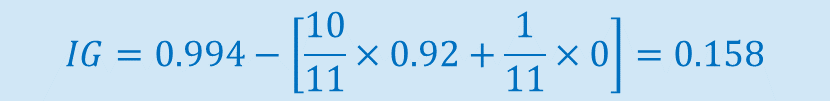 IG = 0.994 − [10/11 × 0.92 + 1/11 × 0] = 0.158